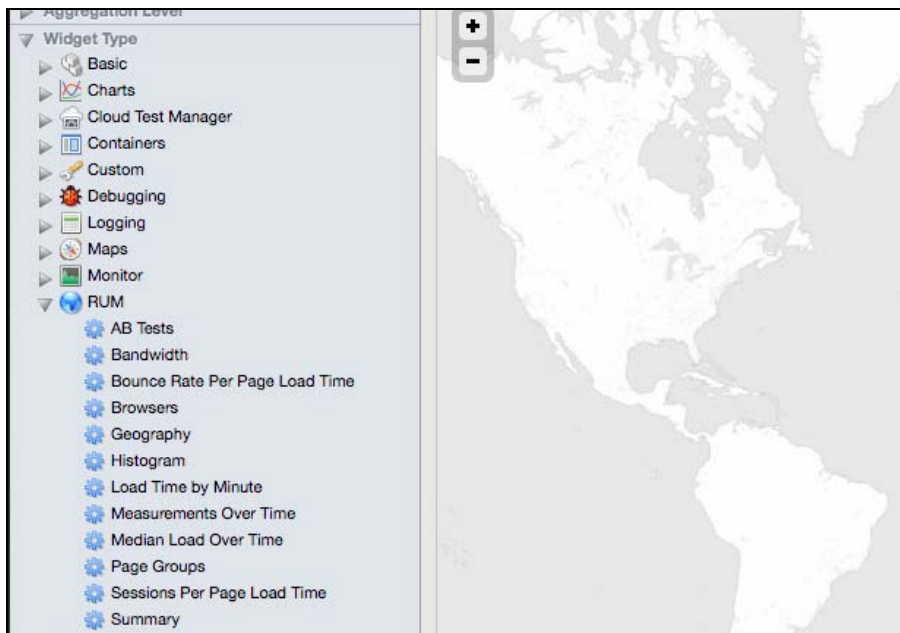 Aggregation Level
Widget Type
Basic
Charts
Cloud Test Manager
Containers
Custom
Debugging
Logging
Maps
Monitor
RUM
AB Tests
Bandwidth
Bounce Rate Per Page Load Time
Browsers
Geography
Histogram
Load Time by Minute
Measurements Over Time
Median Load Over Time
Page Groups
Sessions Per Page Load Time
Summary
+
−